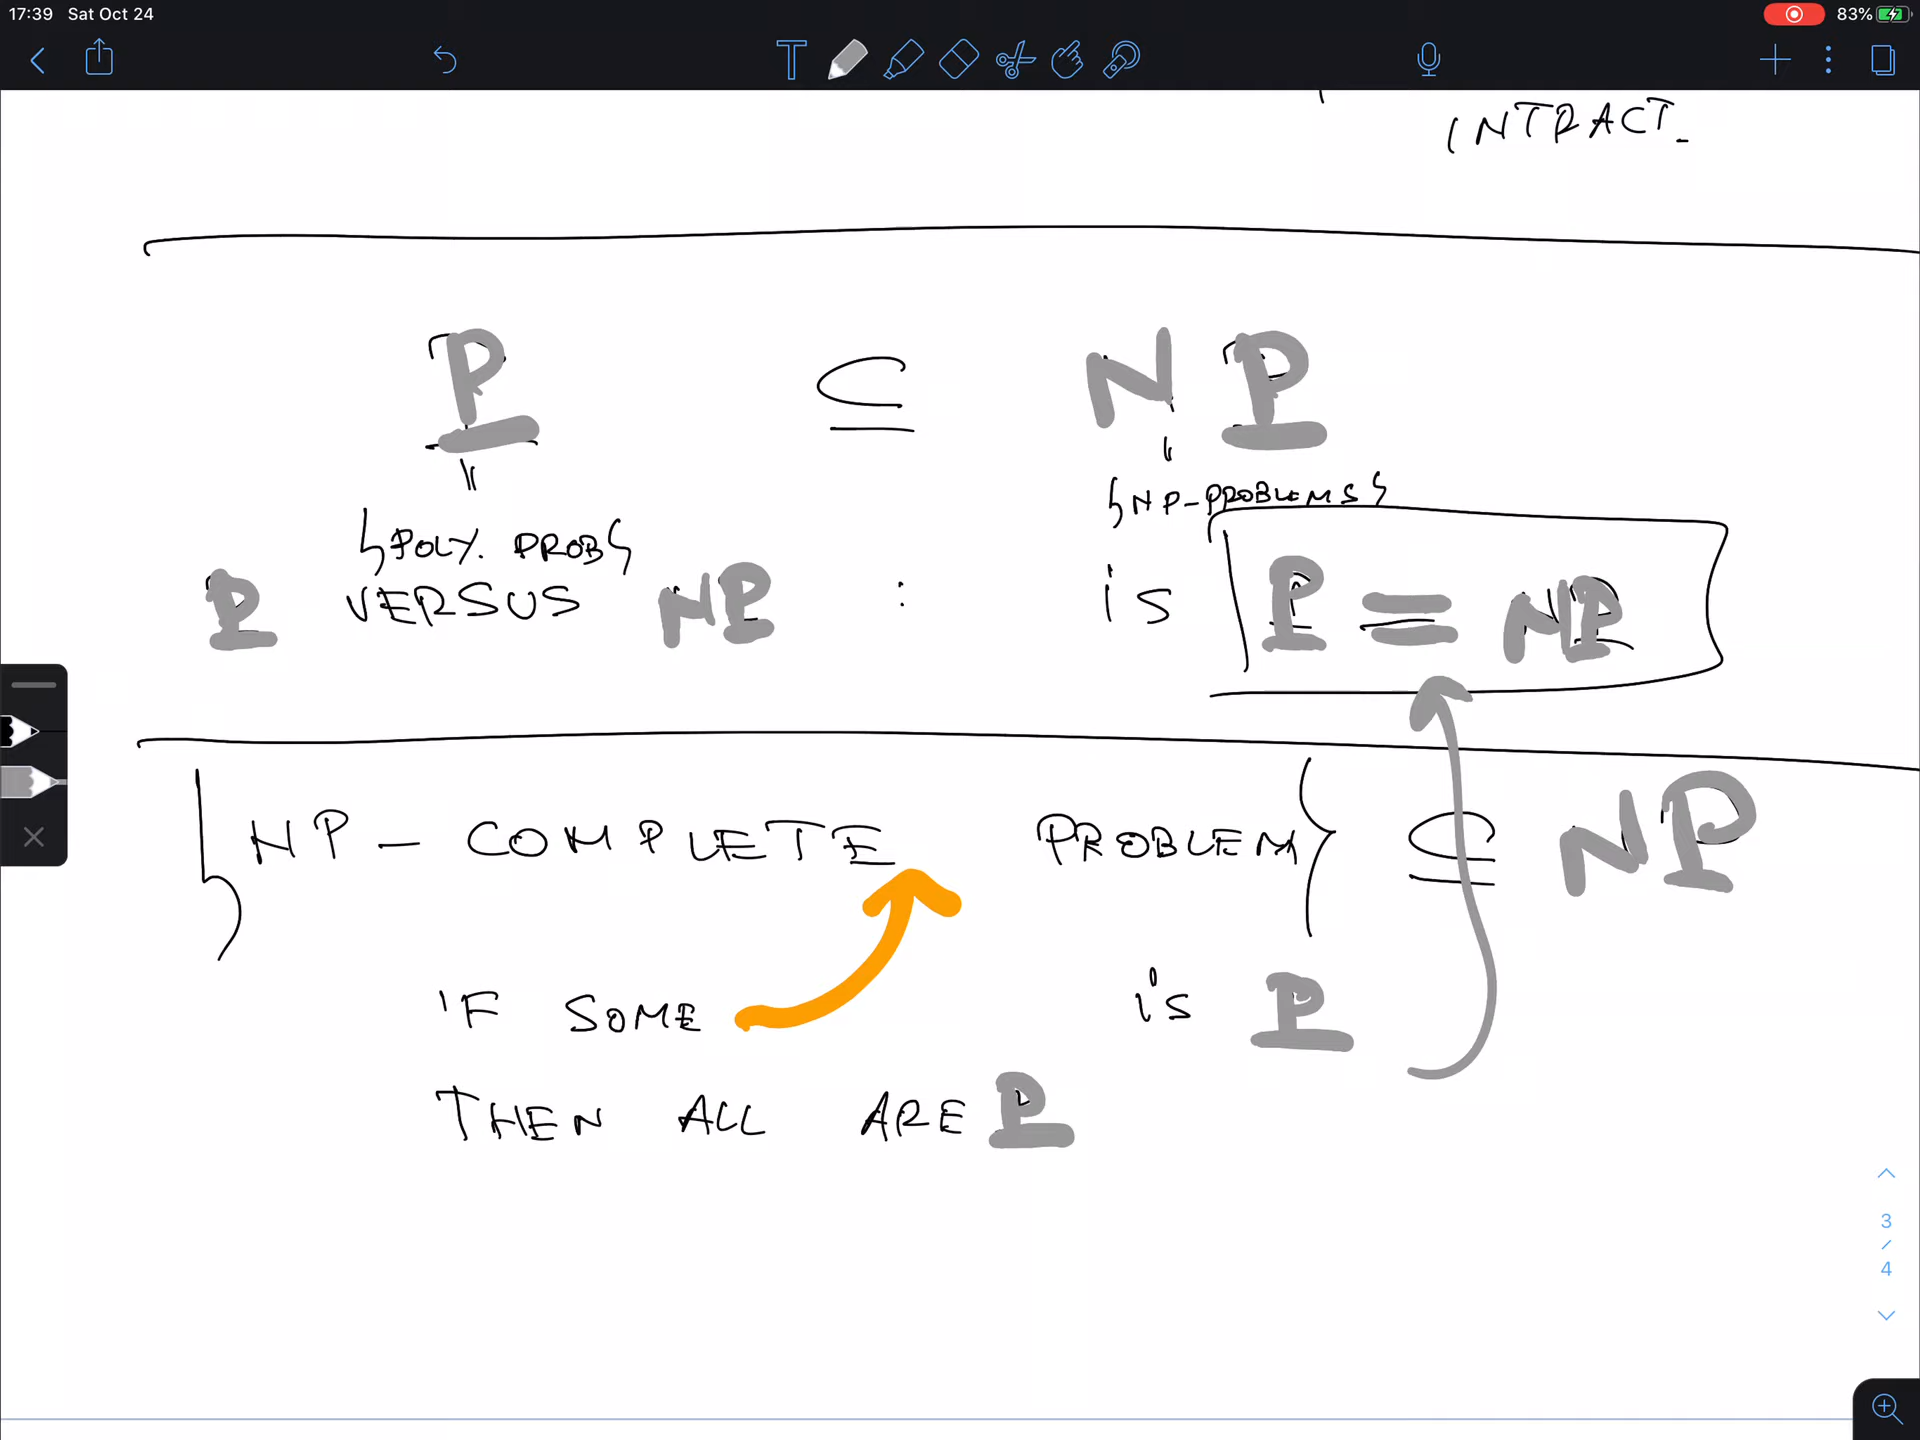 17:39 Sat Oct 24 83%
T
INTRACT.
P ⊆ NP
{NP-PROBLEMS}
{POLY. PROB}
P VERSUS NP : is P = NP
{NP-COMPLETE PROBLEM} ⊆ NP
IF SOME is P
THEN ALL ARE P
3
/
4